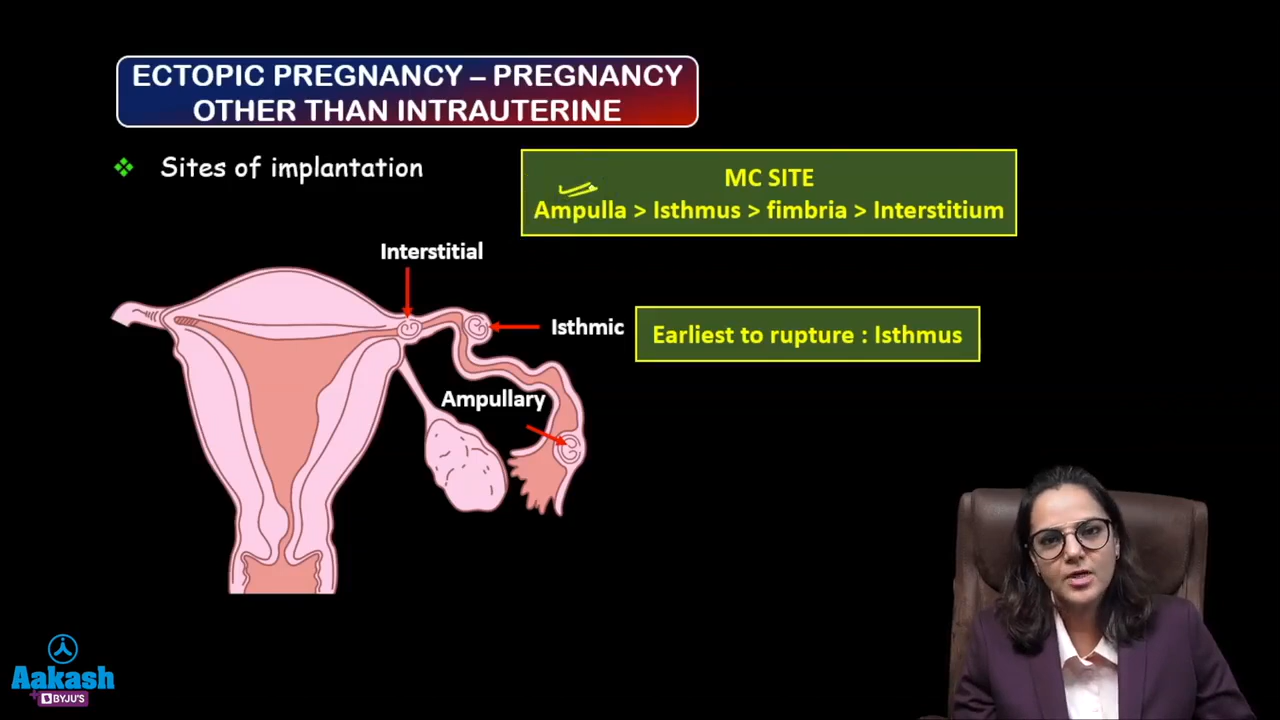 ECTOPIC PREGNANCY – PREGNANCY
OTHER THAN INTRAUTERINE
Sites of implantation
MC SITE
Ampulla > Isthmus > fimbria > Interstitium
Interstitial
Isthmic
Earliest to rupture : Isthmus
Ampullary
Aakash
BYJU'S